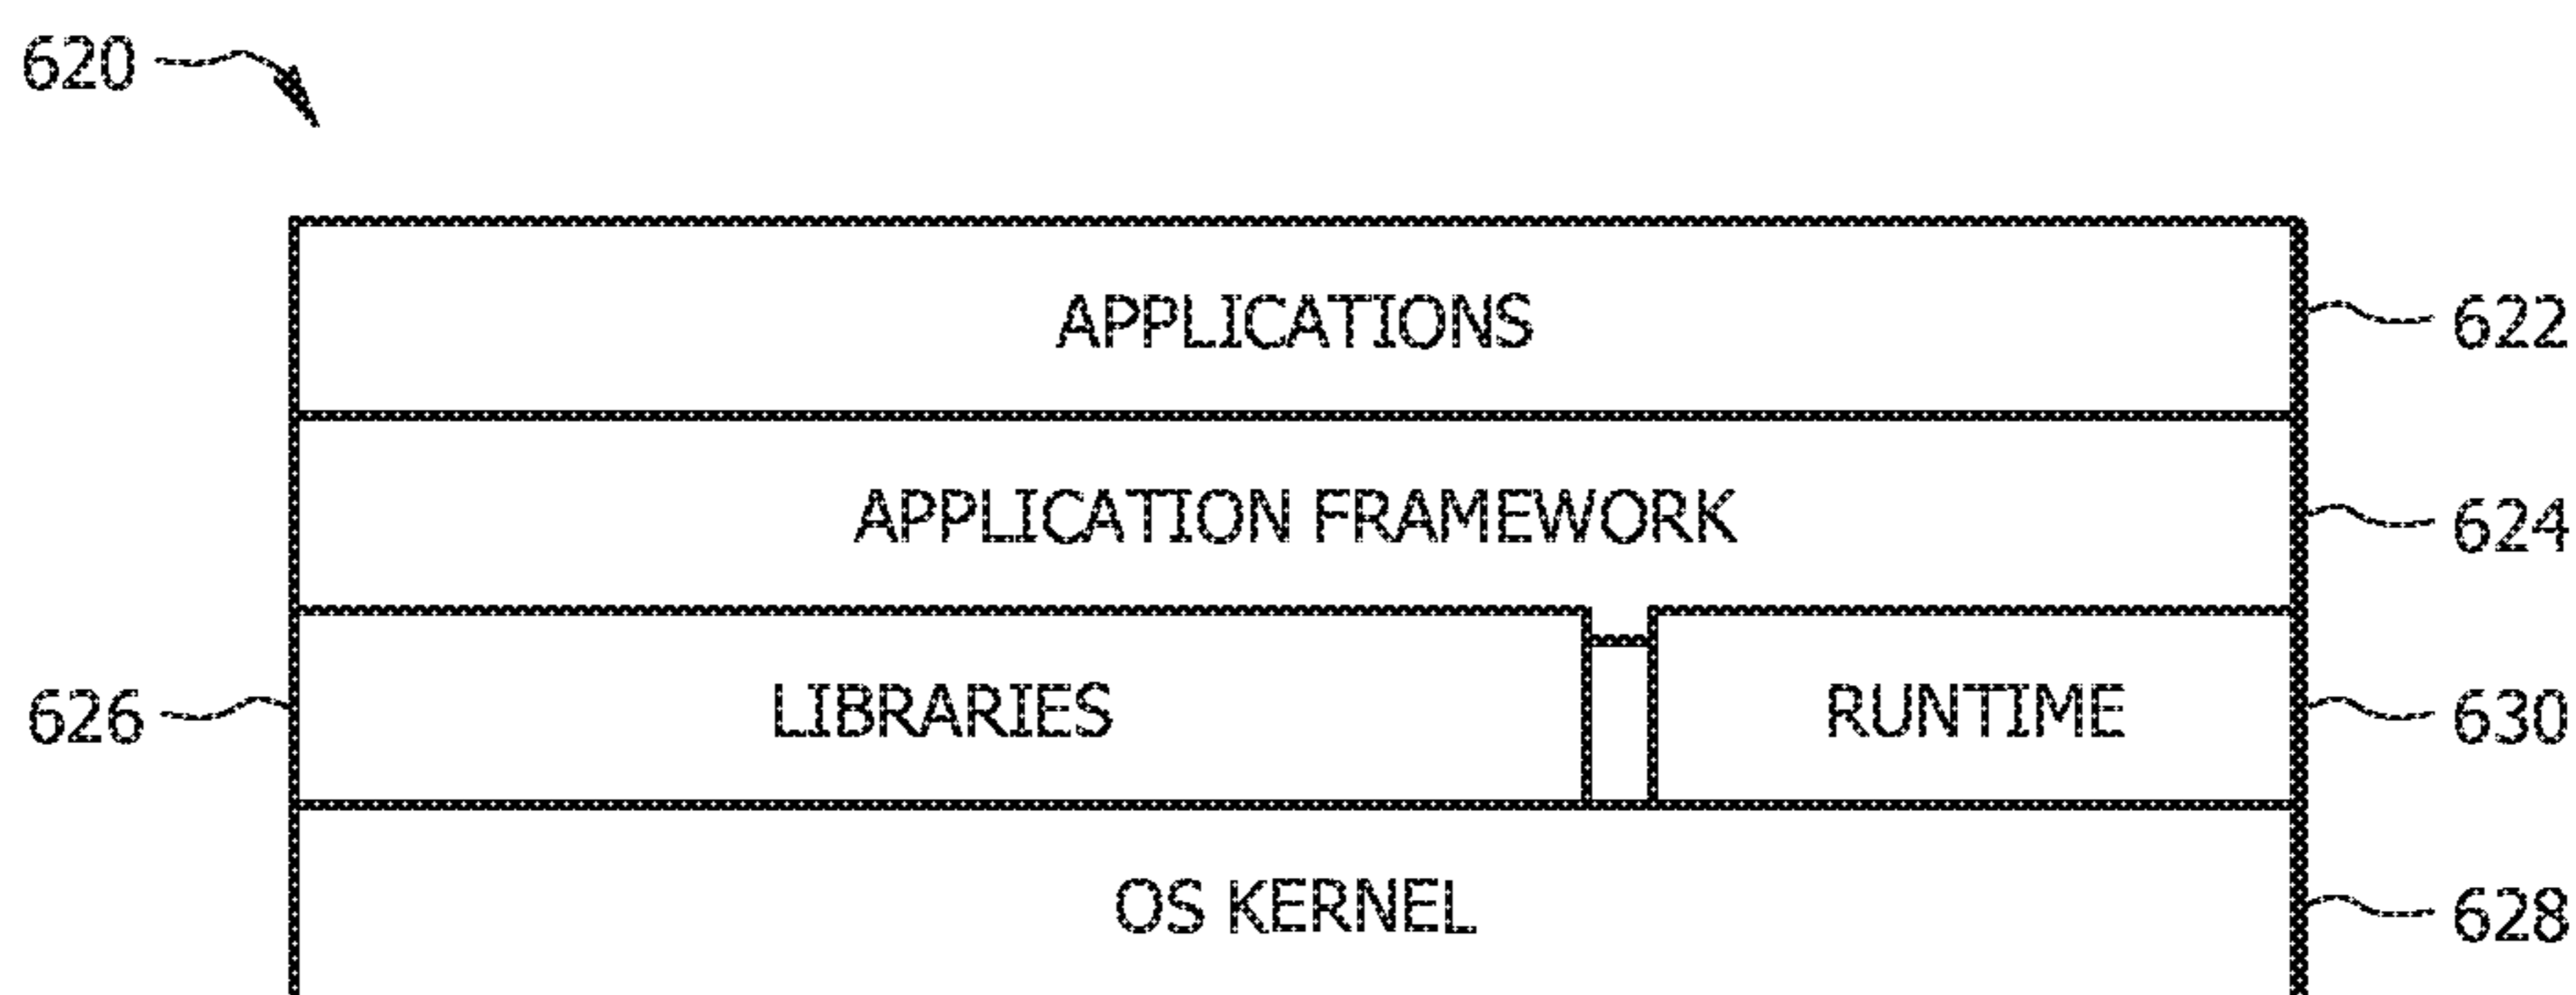 620
APPLICATIONS 622
APPLICATION FRAMEWORK 624
626 LIBRARIES RUNTIME 630
OS KERNEL 628